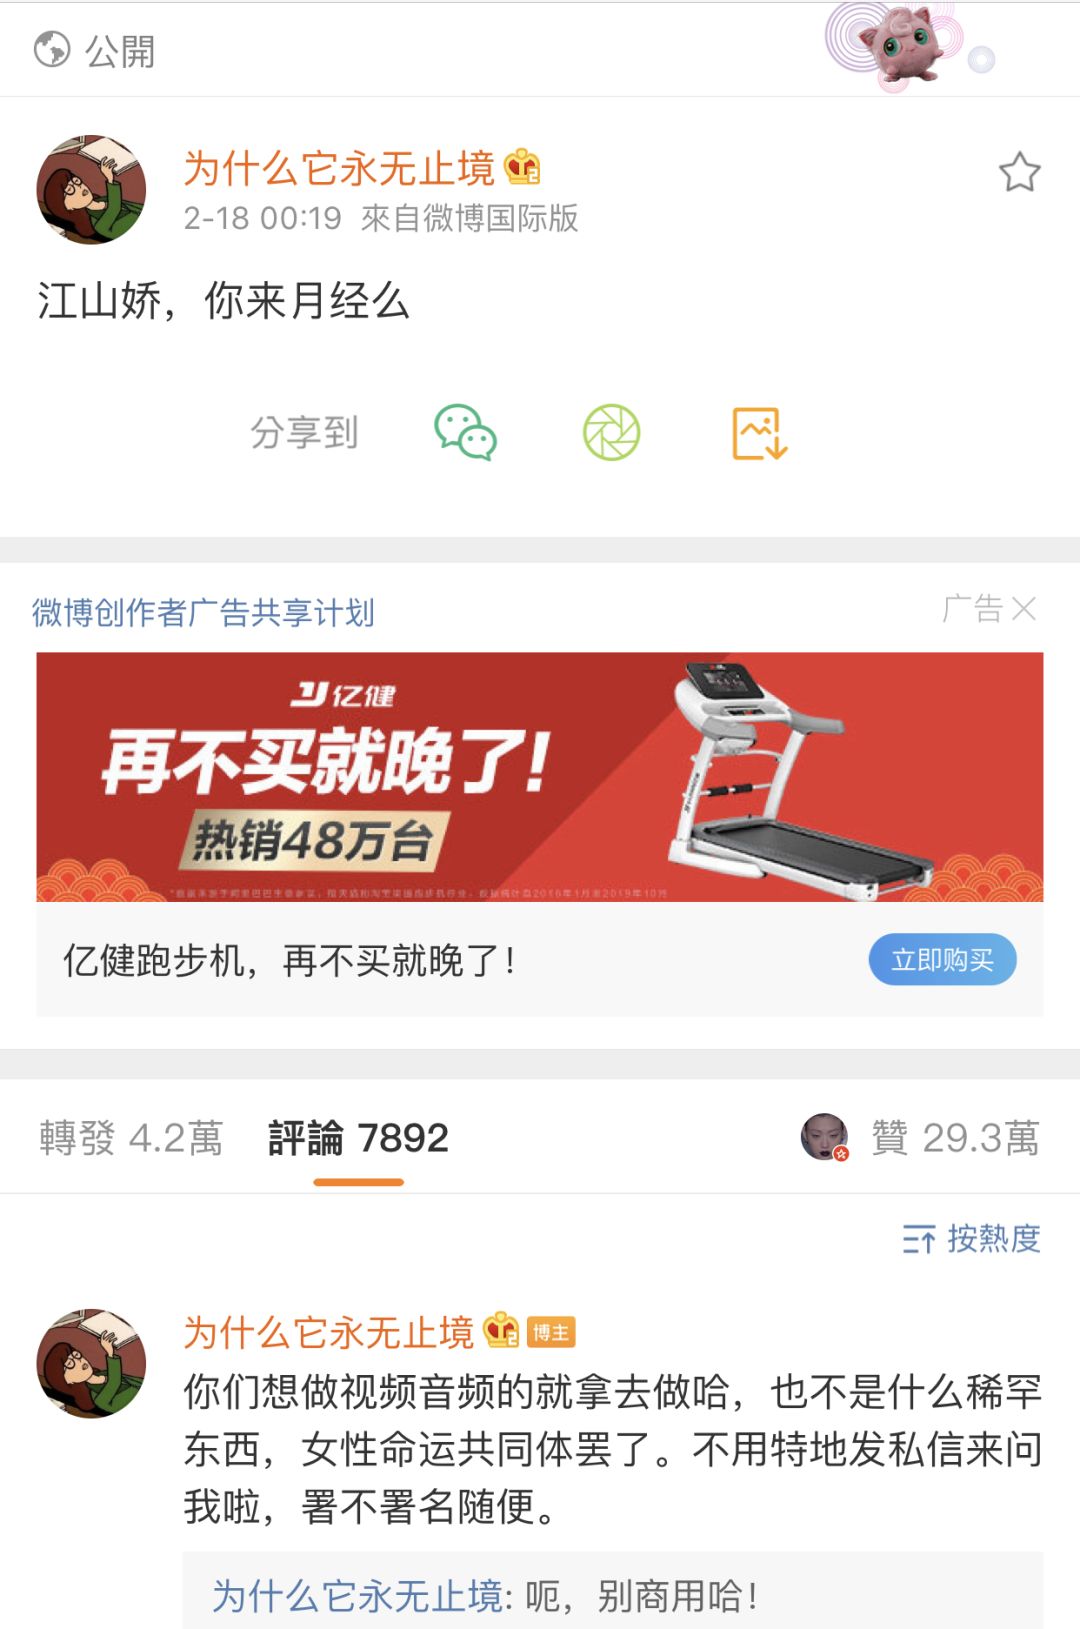 公開
为什么它永无止境
2-18 00:19 來自微博国际版
江山娇，你来月经么
分享到
微博创作者广告共享计划
广告
亿健
再不买就晚了！
热销48万台
亿健跑步机，再不买就晚了！
立即购买
轉發 4.2萬 評論 7892 贊 29.3萬
按熱度
为什么它永无止境 博主
你们想做视频音频的就拿去做哈，也不是什么稀罕
东西，女性命运共同体罢了。不用特地发私信来问
我啦，署不署名随便。
为什么它永无止境: 呃，别商用哈！